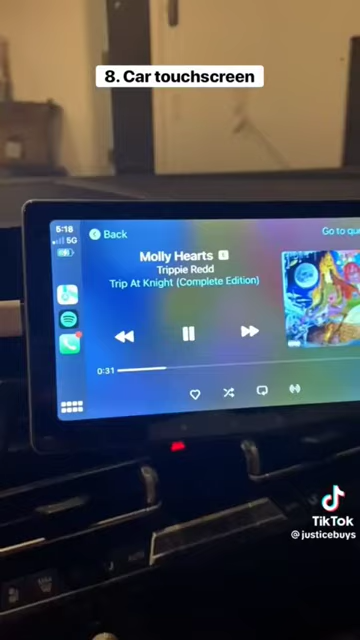 8. Car touchscreen
5:18
5G
Back
Go to qu
Molly Hearts E
Trippie Redd
Trip At Knight (Complete Edition)
0:31
TikTok
@justicebuys